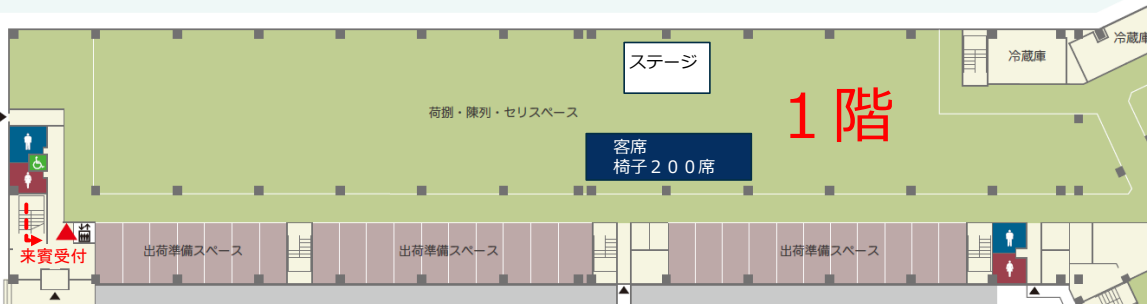 ステージ
冷蔵庫
冷蔵庫
荷捌・陳列・セリスペース
1階
客席
椅子200席
来賓受付
出荷準備スペース
出荷準備スペース
出荷準備スペース